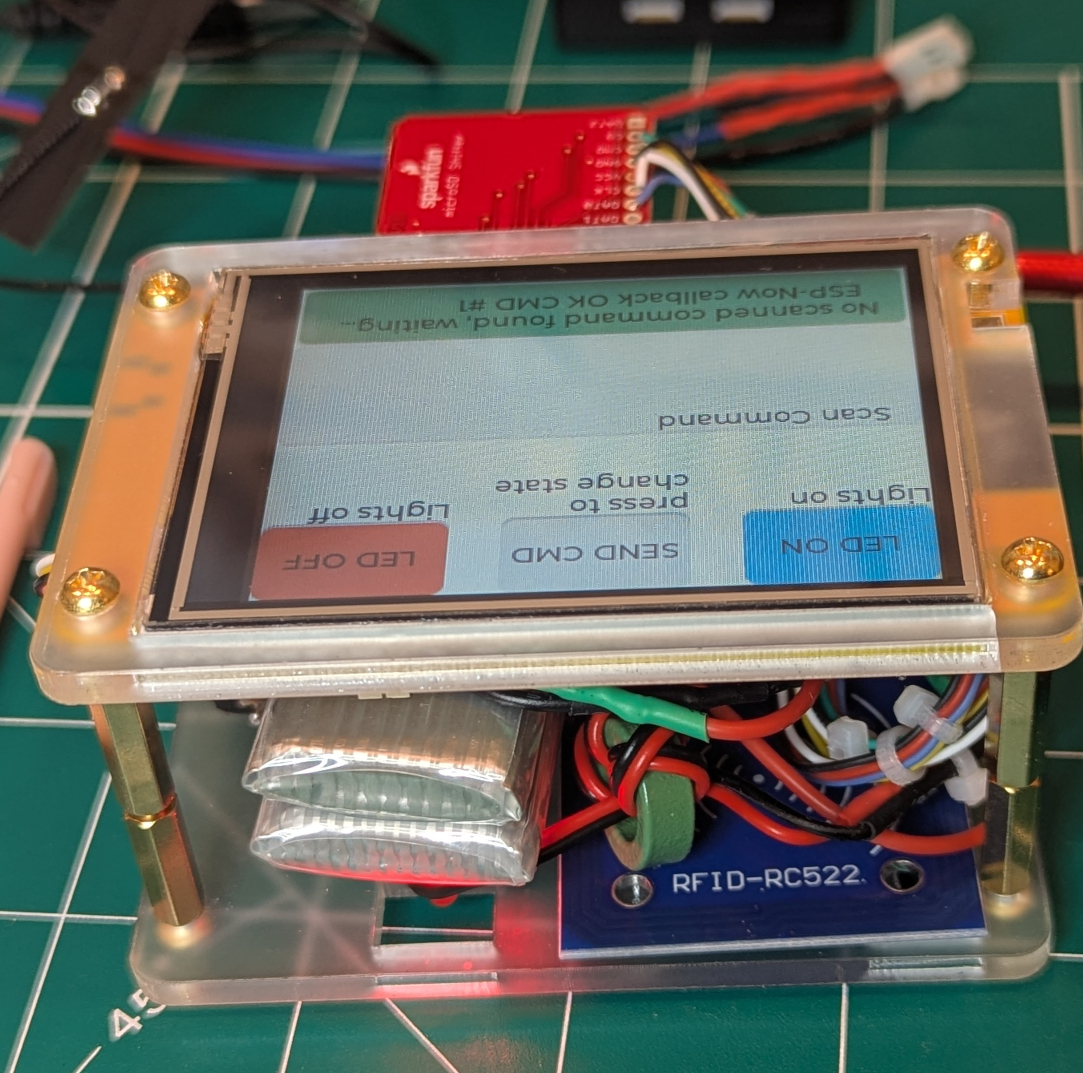 sparkfun
microSD Shield
No scanned command found, waiting...
ESP-Now callback OK CMD #1
Scan Command
Lights on
press to
change state
Lights off
LED ON
SEND CMD
LED OFF
RFID-RC522
45